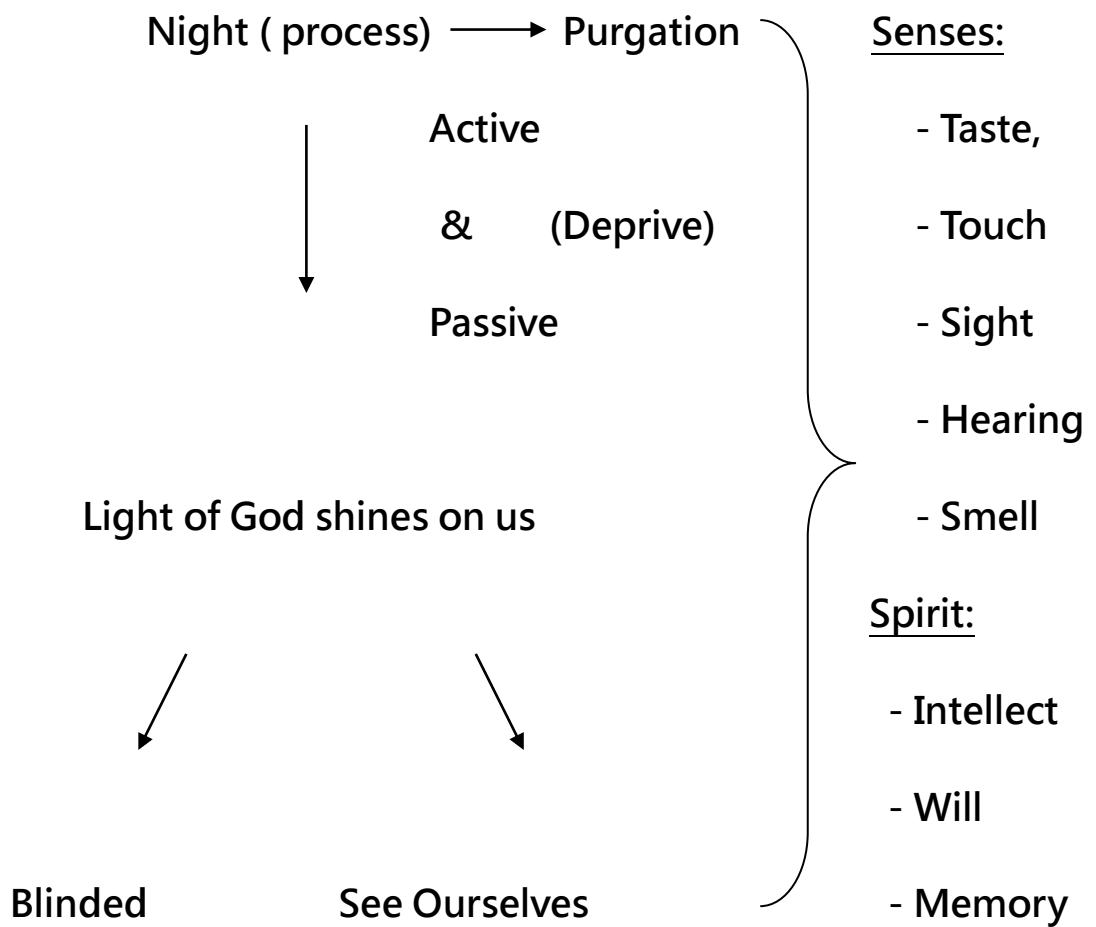 Night ( process)
Purgation
Active
& (Deprive)
Passive
Light of God shines on us
Blinded
See Ourselves
Senses:
- Taste,
- Touch
- Sight
- Hearing
- Smell
Spirit:
- Intellect
- Will
- Memory